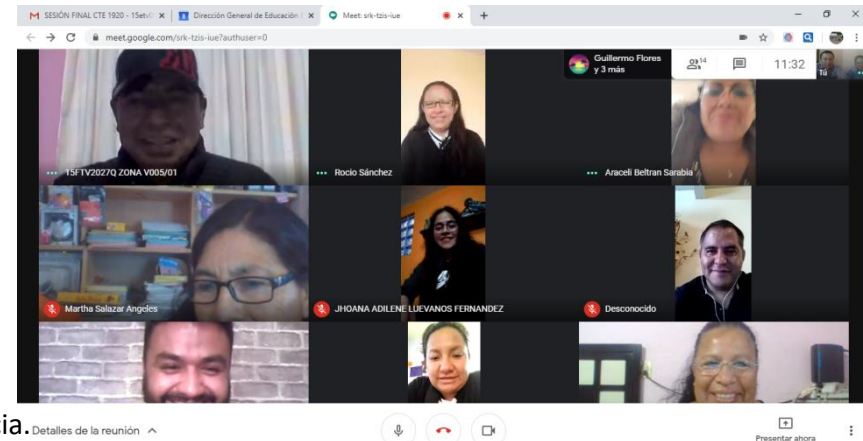 SESIÓN FINAL CTE 1920 - 15etv
Dirección General de Educación
Meet: srk-tzis-iue
meet.google.com/srk-tzis-iue?authuser=0
Guillermo Flores
y 3 más
14
11:32
Tú
15FTV2027Q ZONA V005/01
Rocio Sánchez
Araceli Beltran Sarabia
Martha Salazar Angeles
JHOANA ADILENE LUEVANOS FERNANDEZ
Desconocido
cia.
Detalles de la reunión
Presentar ahora